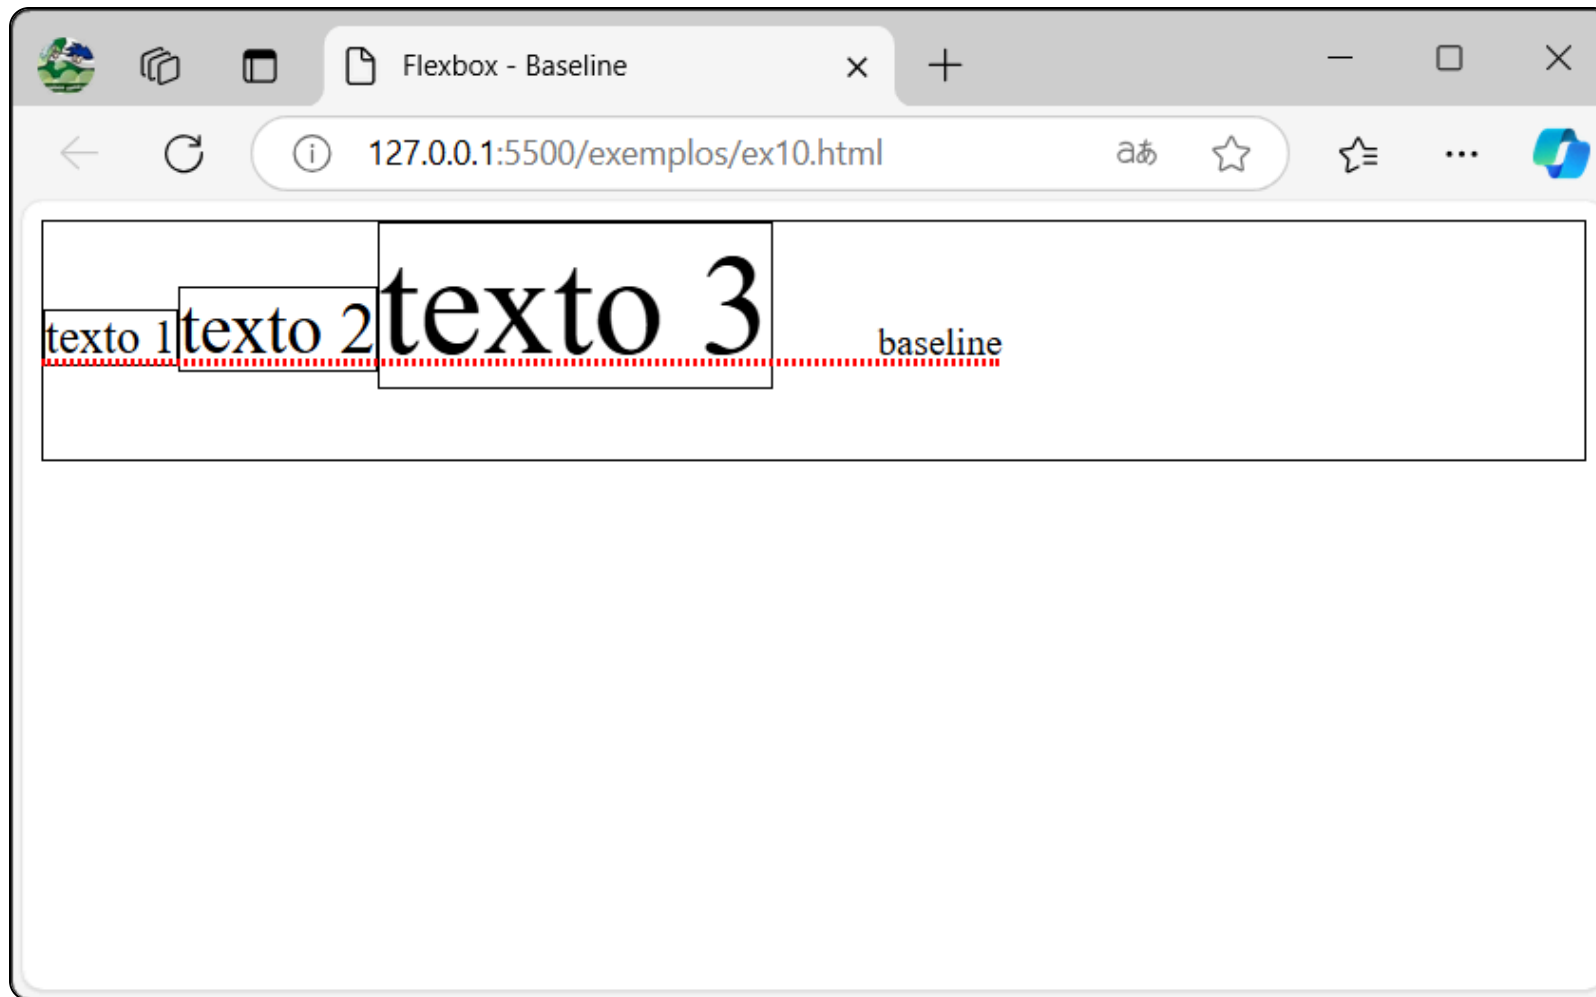 Flexbox - Baseline
127.0.0.1:5500/exemplos/ex10.html aあ
texto 1 texto 2 texto 3 baseline